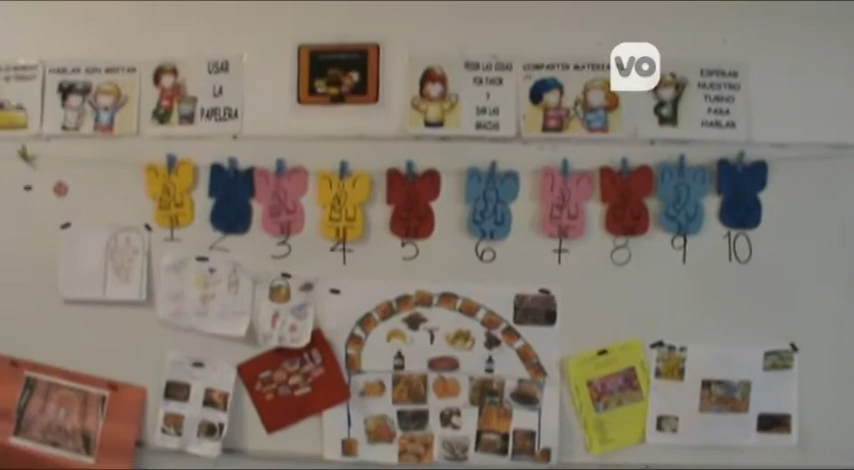 HABLAR SIN GRITAR
USAR
LA
PAPELERA
PEDIR LAS COSAS
POR FAVOR
Y
DAR LAS
GRACIAS
COMPARTIR MATERIAL
ESPERAR
NUESTRO
TURNO
PARA
HABLAR
VO
1 2 3 4 5 6 7 8 9 10